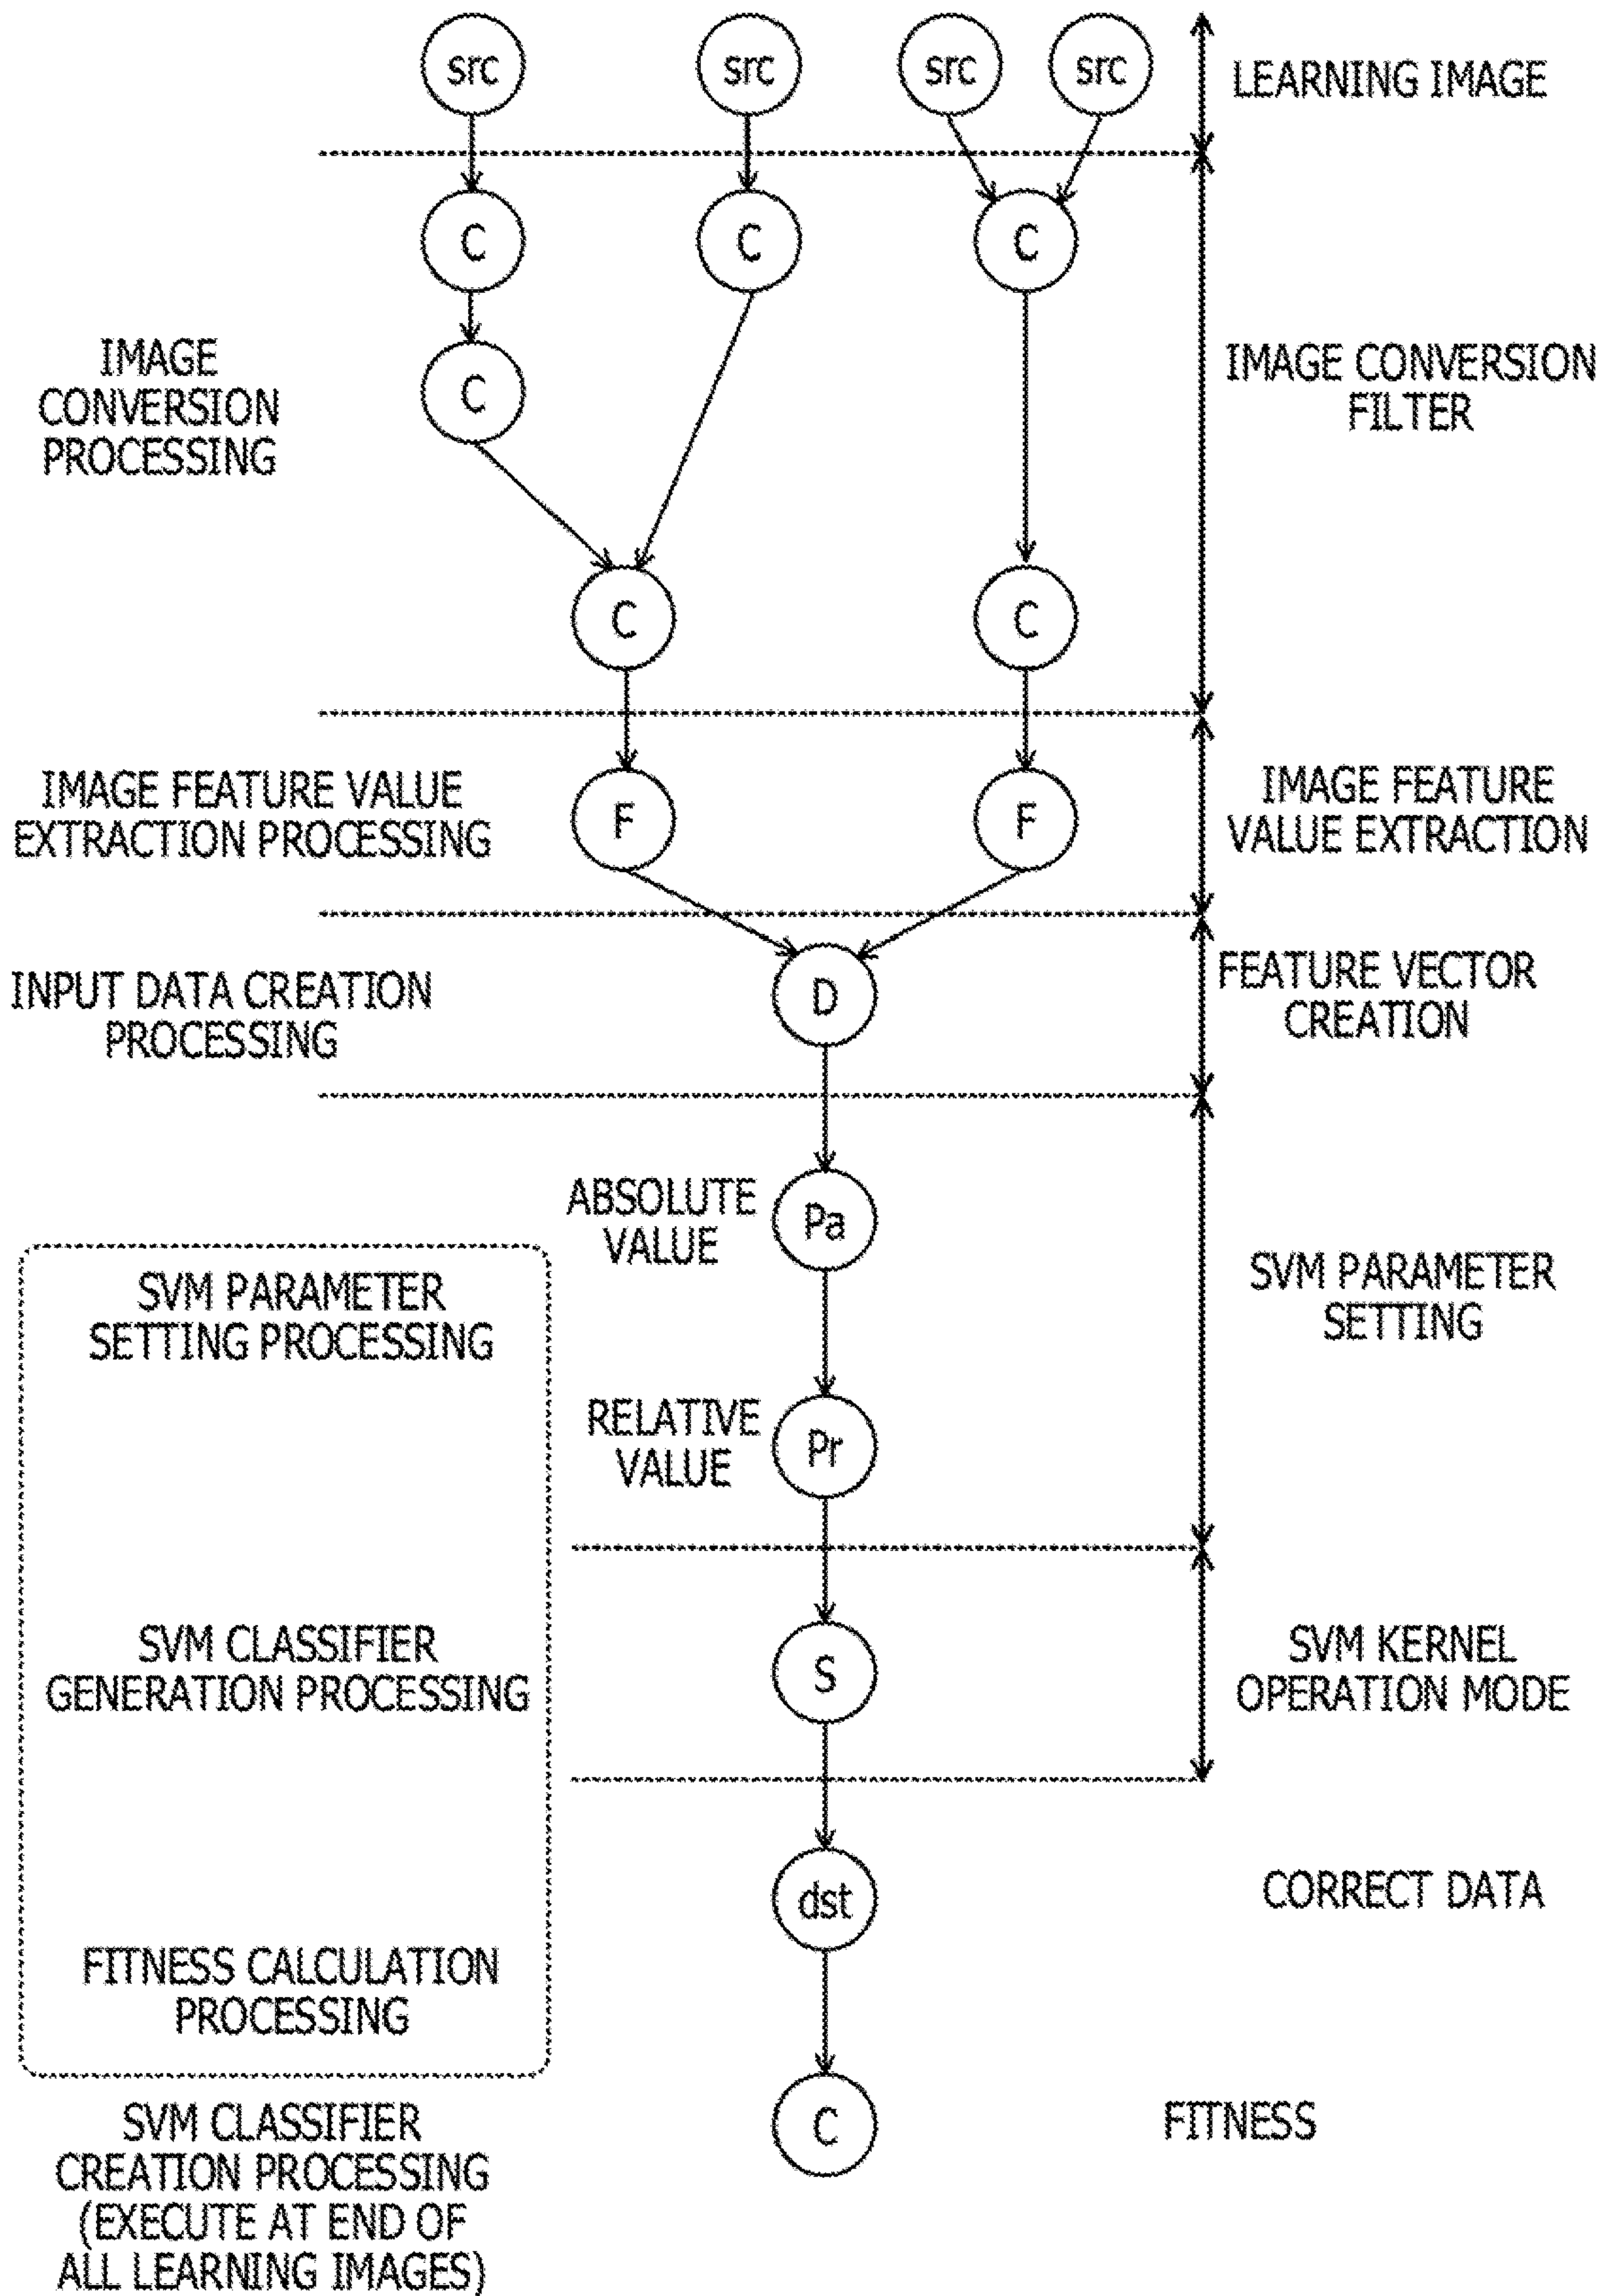 src src src src
LEARNING IMAGE
C C C
IMAGE
CONVERSION
PROCESSING
C
IMAGE CONVERSION
FILTER
C C
IMAGE FEATURE VALUE
EXTRACTION PROCESSING
F F
IMAGE FEATURE
VALUE EXTRACTION
INPUT DATA CREATION
PROCESSING
D
FEATURE VECTOR
CREATION
ABSOLUTE
VALUE
Pa
SVM PARAMETER
SETTING PROCESSING
SVM PARAMETER
SETTING
RELATIVE
VALUE
Pr
SVM CLASSIFIER
GENERATION PROCESSING
S
SVM KERNEL
OPERATION MODE
dst
CORRECT DATA
FITNESS CALCULATION
PROCESSING
C
FITNESS
SVM CLASSIFIER
CREATION PROCESSING
(EXECUTE AT END OF
ALL LEARNING IMAGES)